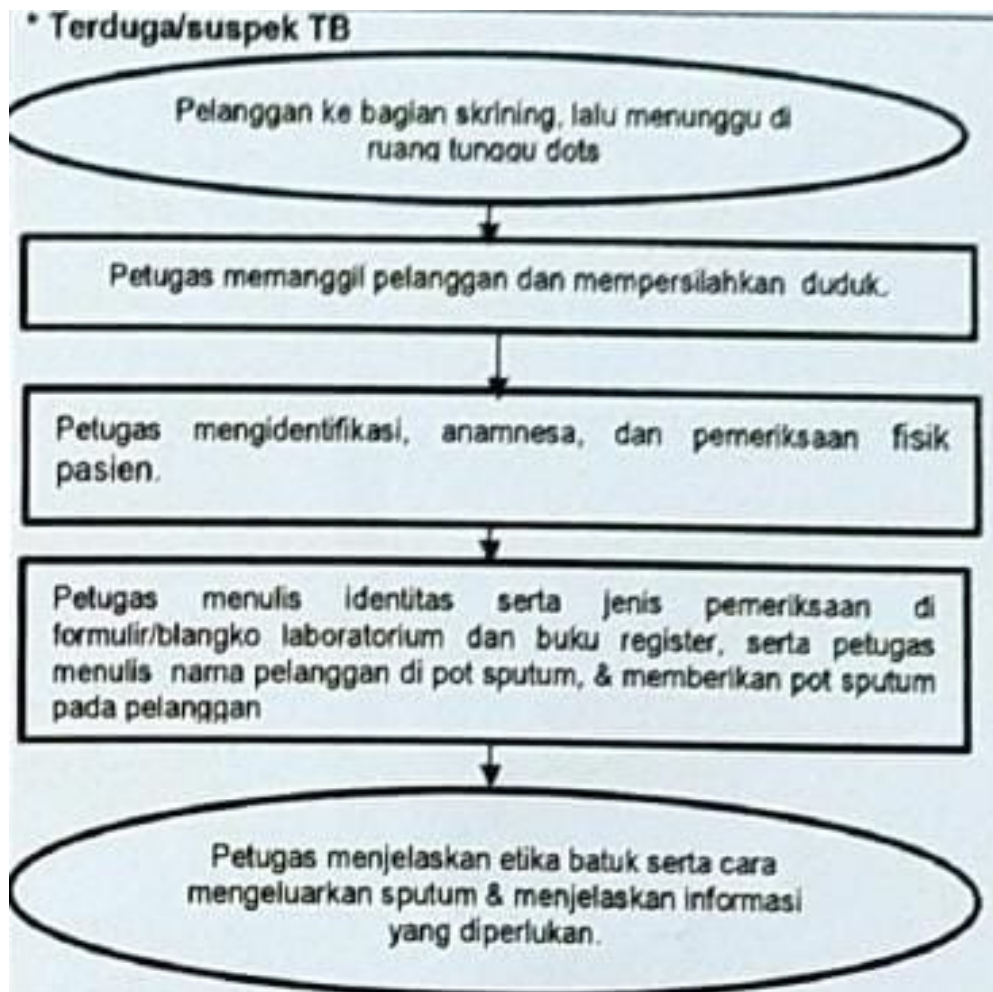 * Terduga/suspek TB
Pelanggan ke bagian skrining, lalu menunggu di
ruang tunggu dots
Petugas memanggil pelanggan dan mempersilahkan duduk.
Petugas mengidentifikasi, anamnesa, dan pemeriksaan fisik
pasien.
Petugas menulis identitas serta jenis pemeriksaan di
formulir/blangko laboratorium dan buku register, serta petugas
menulis nama pelanggan di pot sputum, & memberikan pot sputum
pada pelanggan
Petugas menjelaskan etika batuk serta cara
mengeluarkan sputum & menjelaskan informasi
yang diperlukan.